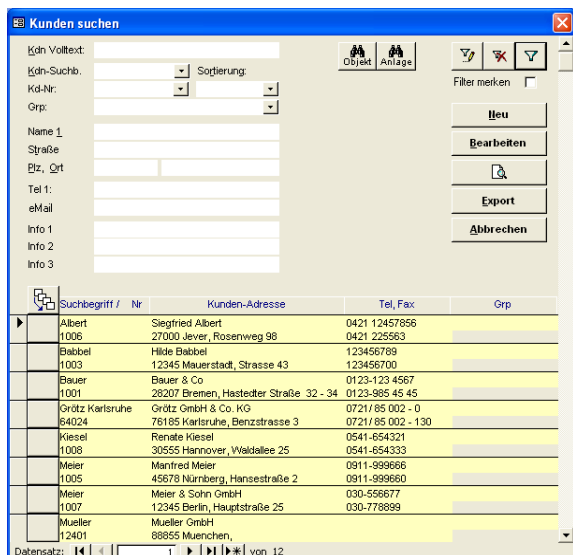 Kunden suchen
Kdn Volltext:
Objekt Anlage
Kdn-Suchb. Sortierung:
Filter merken
Kd-Nr:
Grp:
Neu
Name 1
Bearbeiten
Straße
Plz, Ort
Tel 1:
Export
eMail
Info 1
Abbrechen
Info 2
Info 3
Suchbegriff / Nr Kunden-Adresse Tel, Fax Grp
Albert Siegfried Albert 0421 12457856
1006 27000 Jever, Rosenweg 98 0421 225563
Babbel Hilde Babbel 123456789
1003 12345 Mauerstadt, Strasse 43 123456700
Bauer Bauer & Co 0123-123 4567
1001 28207 Bremen, Hastedter Straße 32 - 34 0123-985 45 45
Grötz Karlsruhe Grötz GmbH & Co. KG 0721/ 85 002 - 0
64024 76185 Karlsruhe, Benzstrasse 3 0721/ 85 002 - 130
Kiesel Renate Kiesel 0541-654321
1008 30555 Hannover, Waldallee 25 0541-654333
Meier Manfred Meier 0911-999666
1005 45678 Nürnberg, Hansestraße 2 0911-999660
Meier Meier & Sohn GmbH 030-556677
1007 12345 Berlin, Hauptstraße 25 030-778899
Mueller Mueller GmbH
12401 88855 Muenchen,
Datensatz: 1 von 12